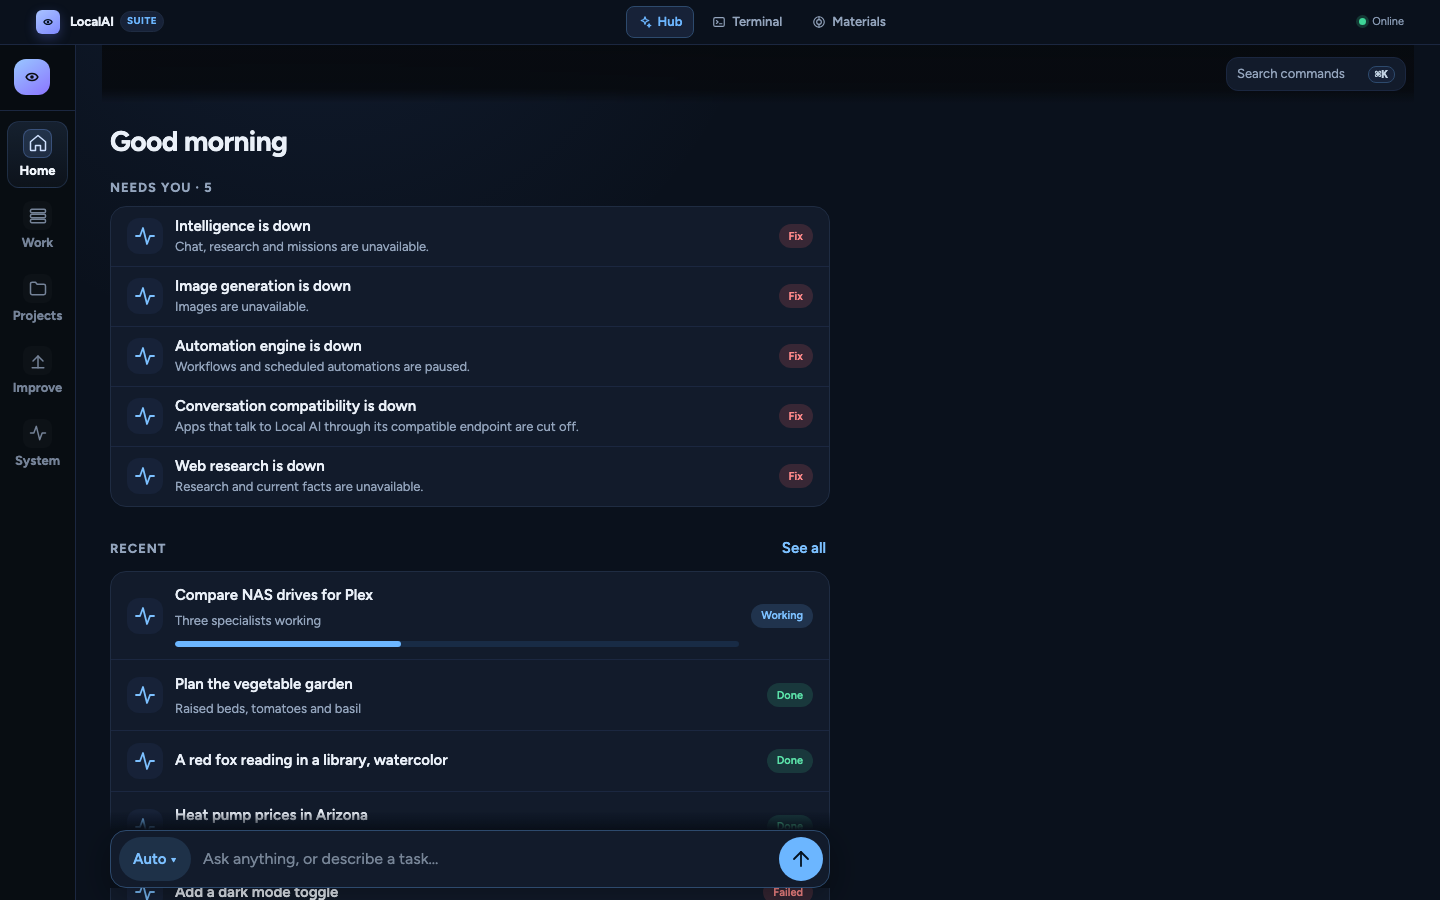 LocalAI SUITE
Hub
Terminal
Materials
Online
Search commands ⌘K
Home
Work
Projects
Improve
System
Good morning
NEEDS YOU · 5
Intelligence is down
Chat, research and missions are unavailable.
Fix
Image generation is down
Images are unavailable.
Fix
Automation engine is down
Workflows and scheduled automations are paused.
Fix
Conversation compatibility is down
Apps that talk to Local AI through its compatible endpoint are cut off.
Fix
Web research is down
Research and current facts are unavailable.
Fix
RECENT
See all
Compare NAS drives for Plex
Three specialists working
Working
Plan the vegetable garden
Raised beds, tomatoes and basil
Done
A red fox reading in a library, watercolor
Done
Heat pump prices in Arizona
Done
Auto ▾
Ask anything, or describe a task...
Add a dark mode toggle
Failed